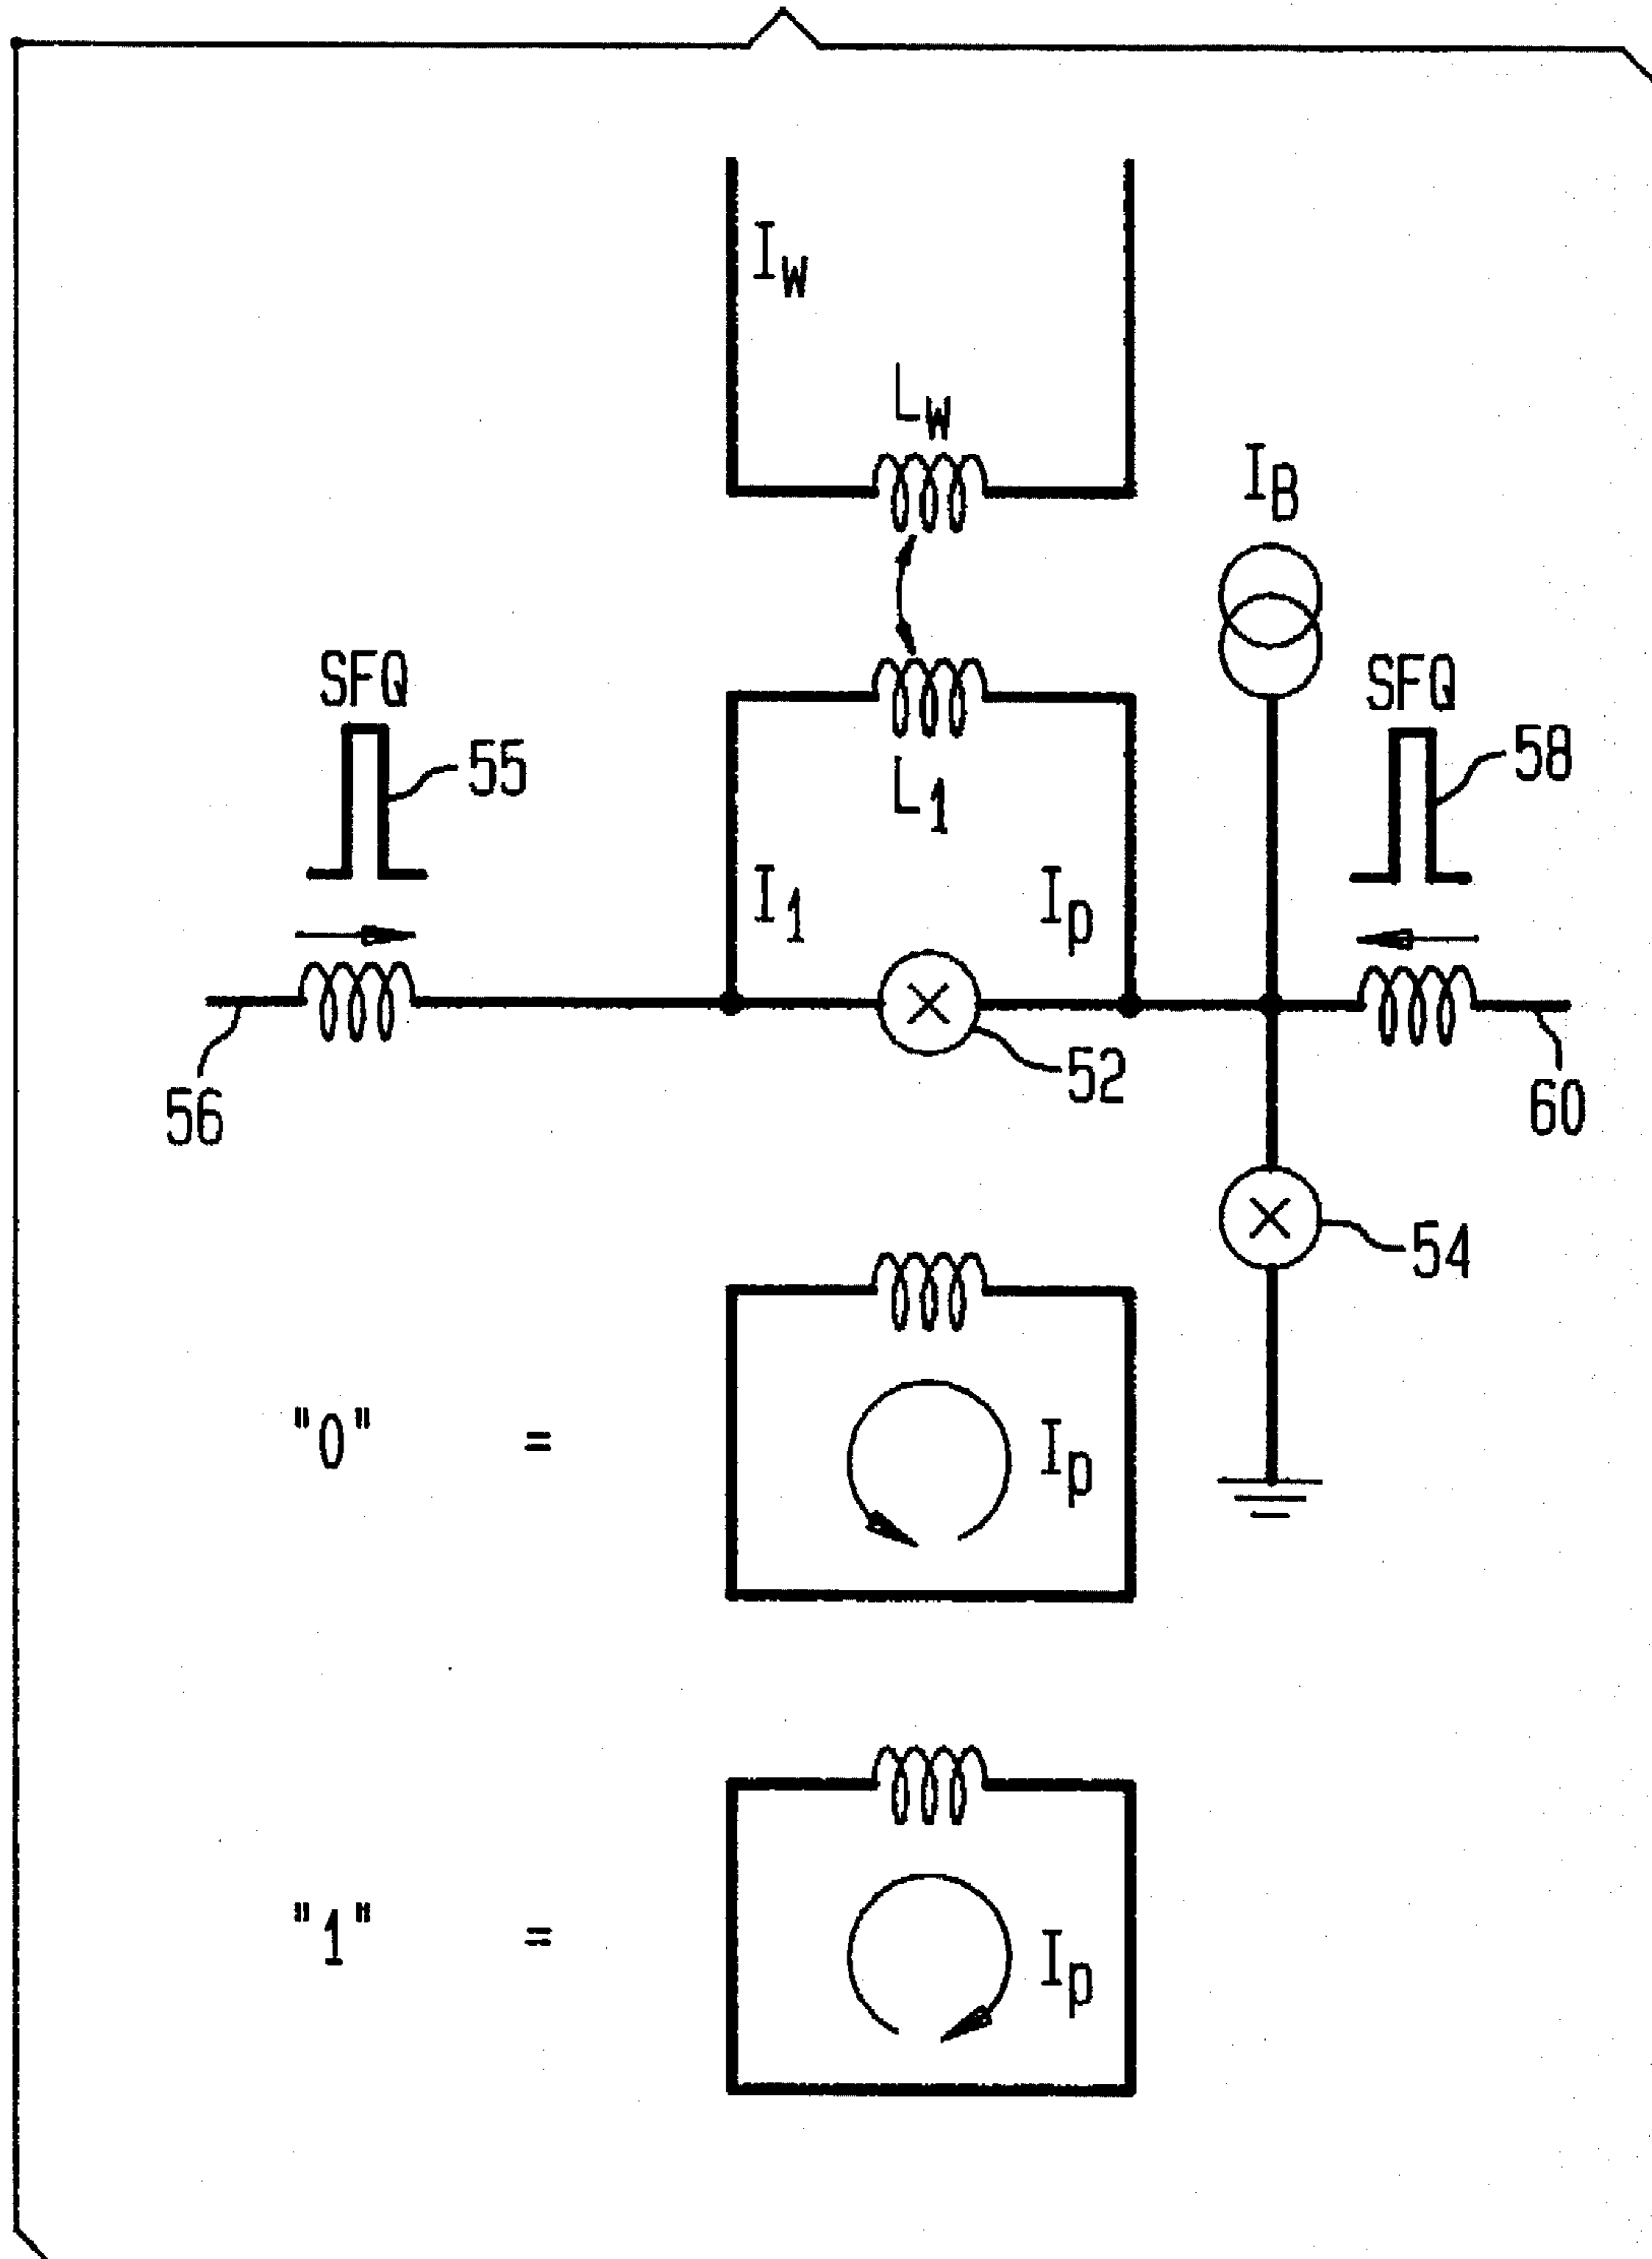 I_W
L_W
I_B
SFQ
55
SFQ
58
L_1
I_1
I_p
52
56
60
54
"0" =
I_p
"1" =
I_p